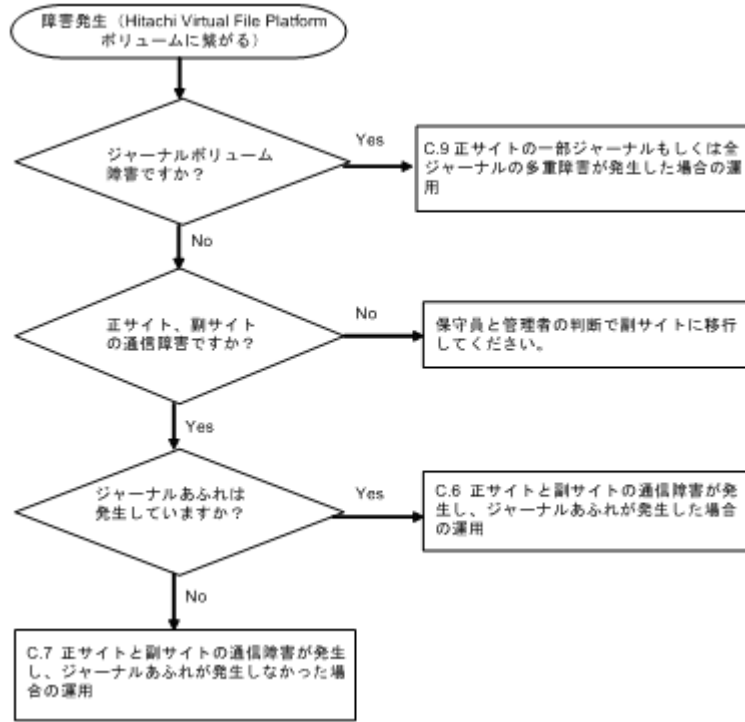 障害発生（Hitachi Virtual File Platform
ボリュームに繋がる）
ジャーナルボリューム
障害ですか？
Yes
C.9 正サイトの一部ジャーナルもしくは全
ジャーナルの多重障害が発生した場合の運
用
No
正サイト、副サイト
の通信障害ですか？
No
保守員と管理者の判断で副サイトに移行
してください。
Yes
ジャーナルあふれは
発生していますか？
Yes
C.6 正サイトと副サイトの通信障害が発
生し、ジャーナルあふれが発生した場合
の運用
No
C.7 正サイトと副サイトの通信障害が発生
し、ジャーナルあふれが発生しなかった場
合の運用